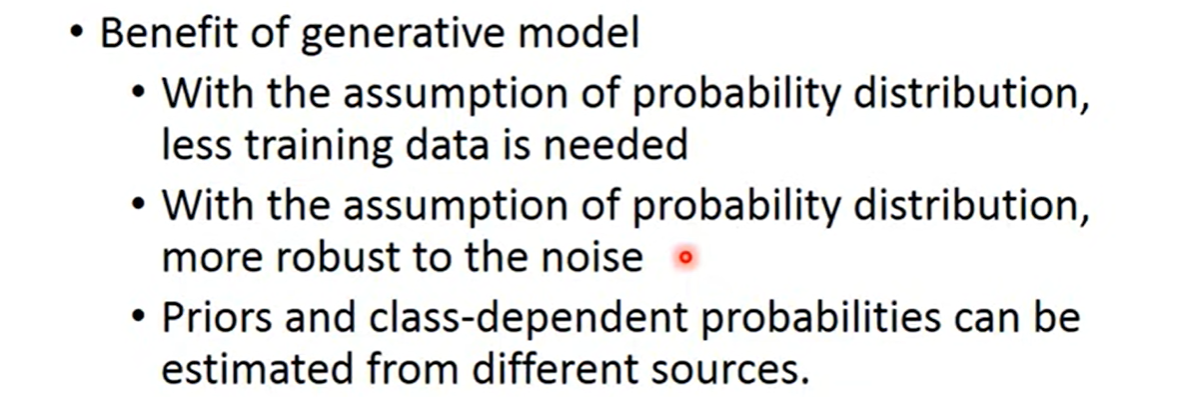 • Benefit of generative model
• With the assumption of probability distribution,
less training data is needed
• With the assumption of probability distribution,
more robust to the noise
• Priors and class-dependent probabilities can be
estimated from different sources.